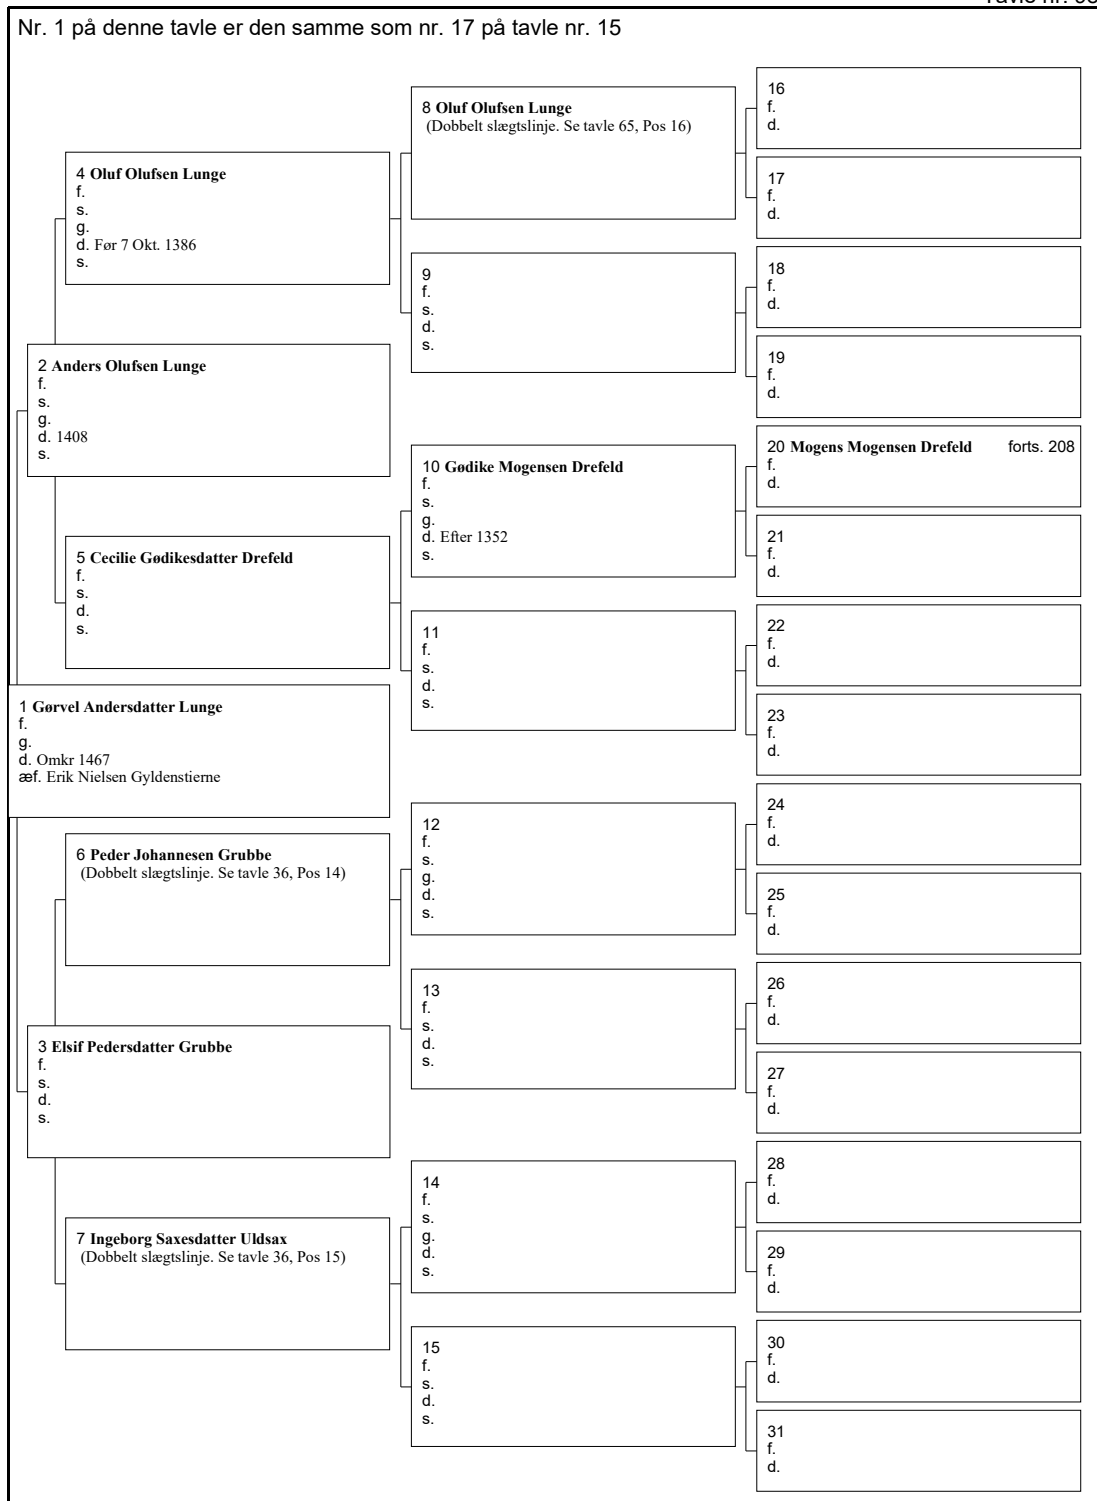 Nr. 1 på denne tavle er den samme som nr. 17 på tavle nr. 15
16
f.
d.
8 Oluf Olufsen Lunge
(Dobbelt slægtslinje. Se tavle 65, Pos 16)
4 Oluf Olufsen Lunge
f.
s.
g.
d. Før 7 Okt. 1386
s.
17
f.
d.
9
f.
s.
d.
s.
18
f.
d.
19
f.
d.
2 Anders Olufsen Lunge
f.
s.
g.
d. 1408
s.
10 Gødike Mogensen Drefeld
f.
s.
g.
d. Efter 1352
s.
20 Mogens Mogensen Drefeld forts. 208
f.
d.
21
f.
d.
5 Cecilie Gødikesdatter Drefeld
f.
s.
d.
s.
11
f.
s.
d.
s.
22
f.
d.
23
f.
d.
1 Gørvel Andersdatter Lunge
f.
g.
d. Omkr 1467
æf. Erik Nielsen Gyldenstierne
12
f.
s.
g.
d.
s.
24
f.
d.
6 Peder Johannesen Grubbe
(Dobbelt slægtslinje. Se tavle 36, Pos 14)
25
f.
d.
13
f.
s.
d.
s.
26
f.
d.
3 Elsif Pedersdatter Grubbe
f.
s.
d.
s.
27
f.
d.
14
f.
s.
g.
d.
s.
28
f.
d.
7 Ingeborg Saxesdatter Uldsax
(Dobbelt slægtslinje. Se tavle 36, Pos 15)
29
f.
d.
15
f.
s.
d.
s.
30
f.
d.
31
f.
d.